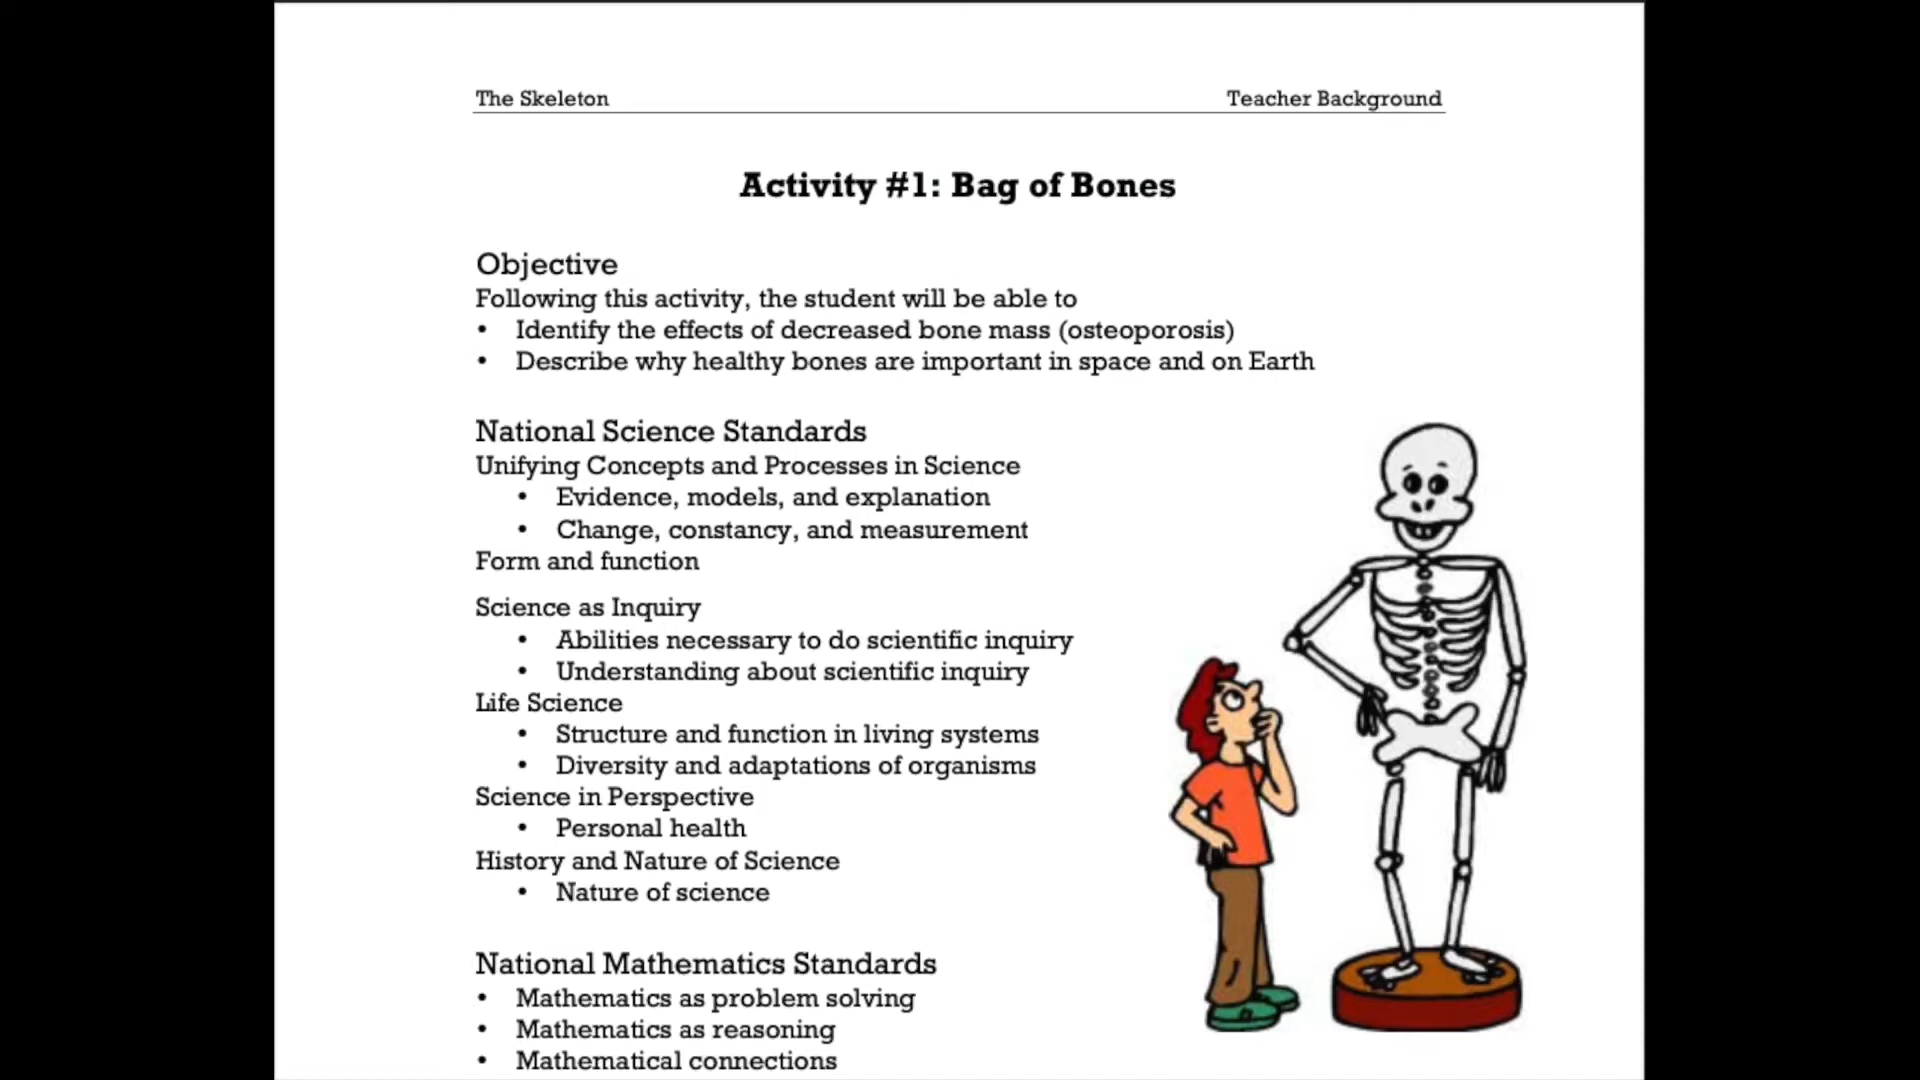 The Skeleton
Teacher Background
Activity #1: Bag of Bones
Objective
Following this activity, the student will be able to
• Identify the effects of decreased bone mass (osteoporosis)
• Describe why healthy bones are important in space and on Earth
National Science Standards
Unifying Concepts and Processes in Science
• Evidence, models, and explanation
• Change, constancy, and measurement
Form and function
Science as Inquiry
• Abilities necessary to do scientific inquiry
• Understanding about scientific inquiry
Life Science
• Structure and function in living systems
• Diversity and adaptations of organisms
Science in Perspective
• Personal health
History and Nature of Science
• Nature of science
National Mathematics Standards
• Mathematics as problem solving
• Mathematics as reasoning
• Mathematical connections